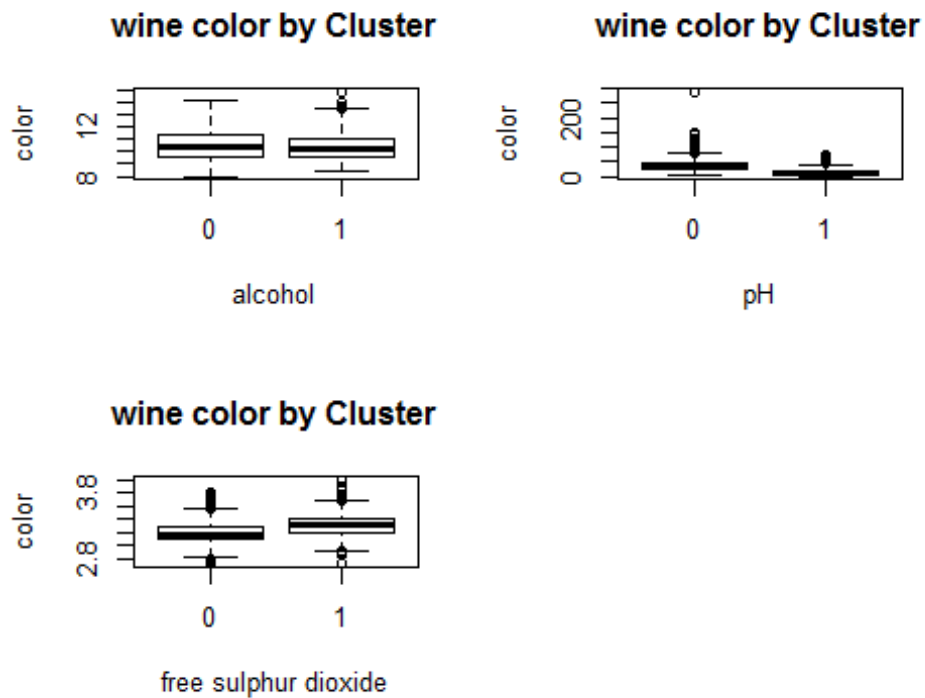 wine color by Cluster
color
12
8
0 1
alcohol
wine color by Cluster
color
200
0
0 1
pH
wine color by Cluster
color
3.8
2.8
0 1
free sulphur dioxide